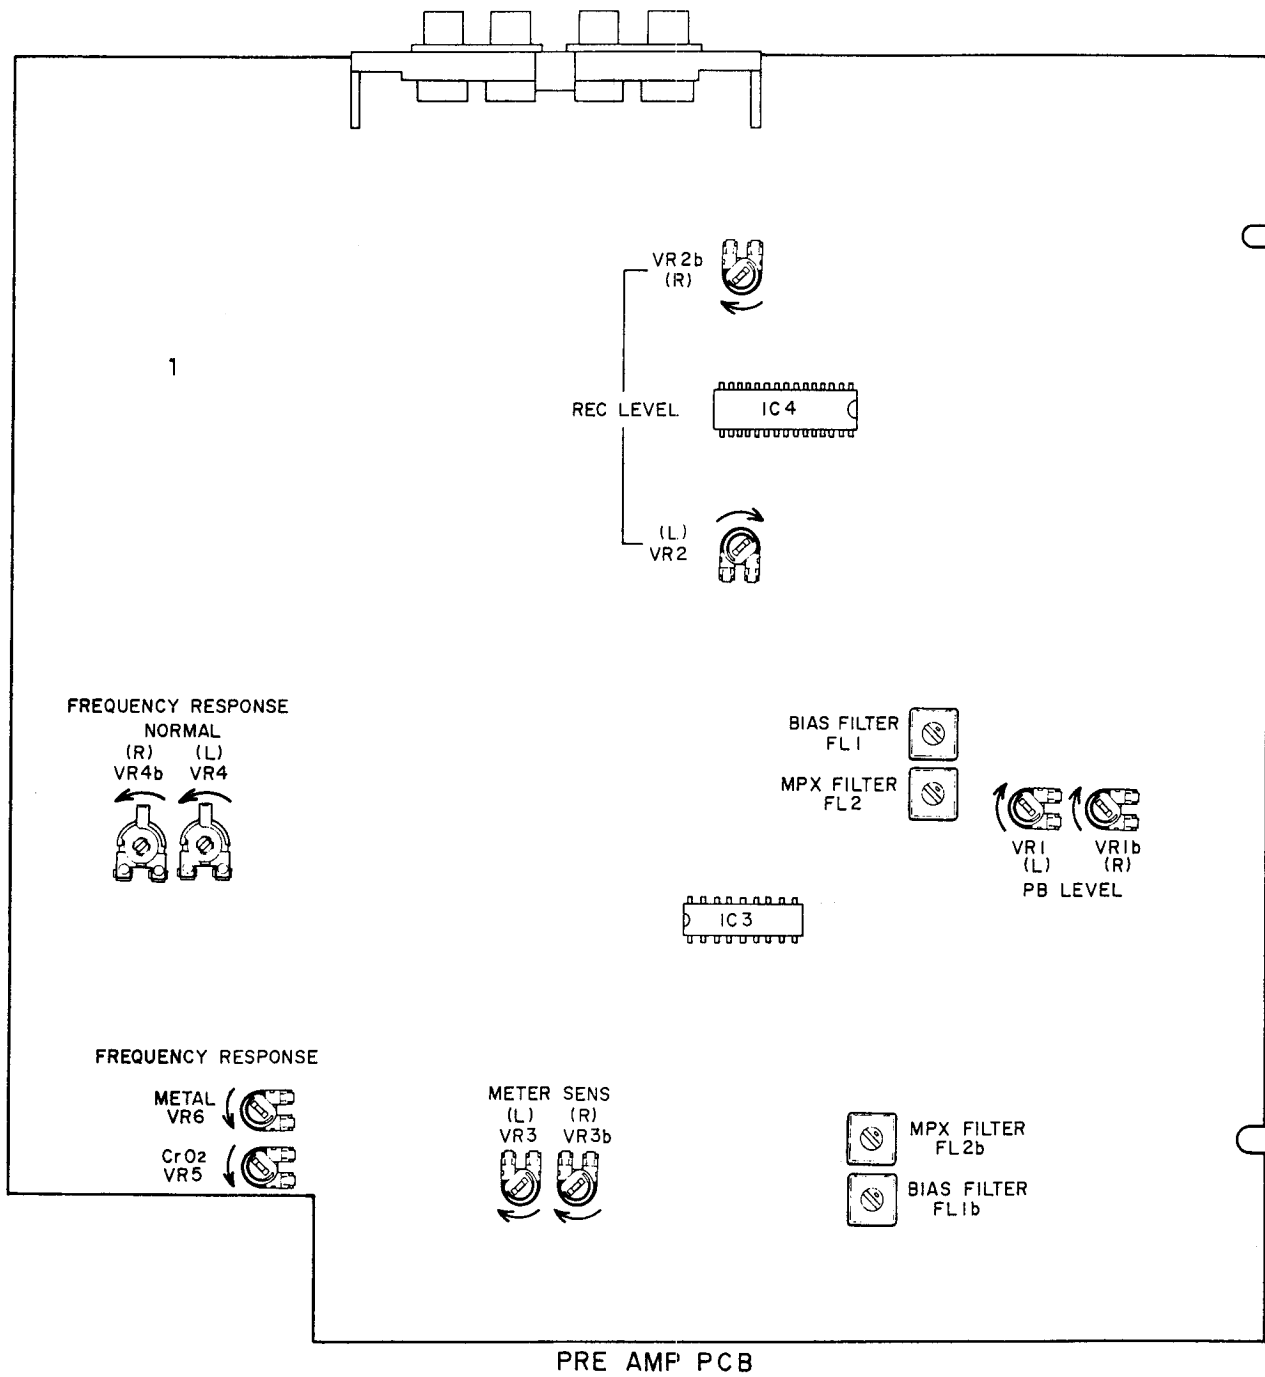 VR2b
(R)
1
REC LEVEL
IC4
(L)
VR2
FREQUENCY RESPONSE
NORMAL
(R) (L)
VR4b VR4
BIAS FILTER
FL1
MPX FILTER
FL2
VR1 VR1b
(L) (R)
PB LEVEL
IC3
FREQUENCY RESPONSE
METAL
VR6
CrO2
VR5
METER SENS
(L) (R)
VR3 VR3b
MPX FILTER
FL2b
BIAS FILTER
FL1b
PRE AMP PCB